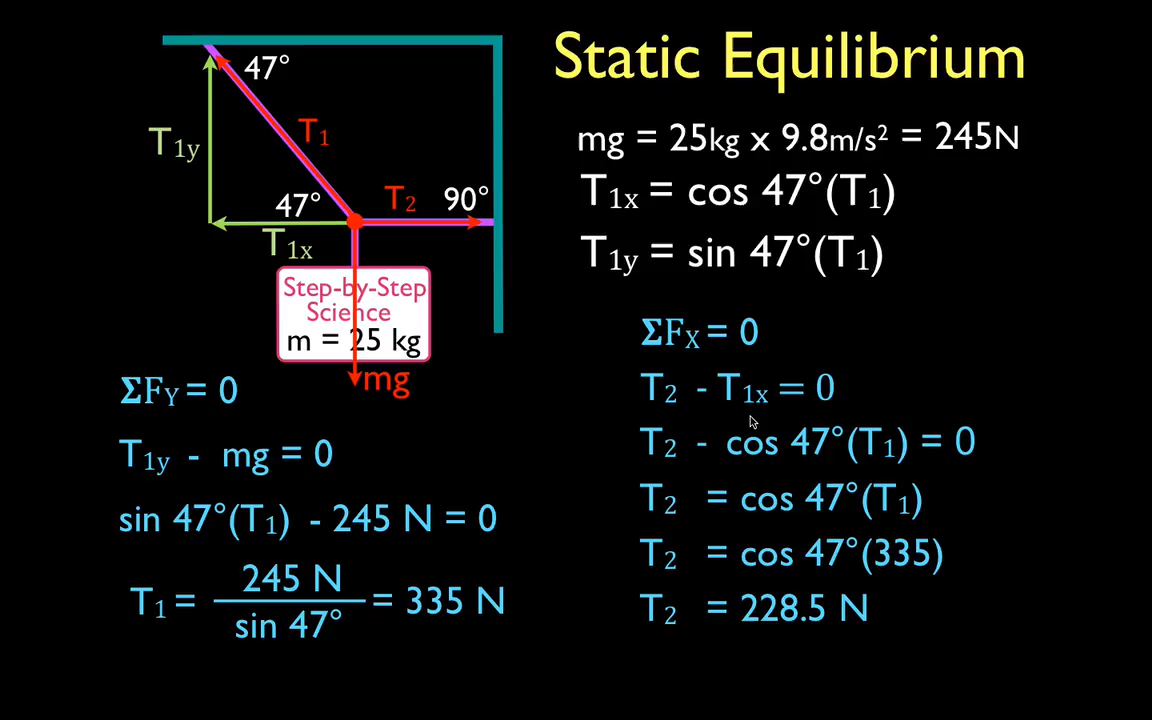 Static Equilibrium
47°
T₁
T₁y
47°
T₂
90°
T₁x
Step-by-Step
Science
m = 25 kg
mg
mg = 25kg x 9.8m/s² = 245N
T₁x = cos 47°(T₁)
T₁y = sin 47°(T₁)
ΣFY = 0
T₁y - mg = 0
sin 47°(T₁) - 245 N = 0
T₁ = 245 N / sin 47° = 335 N
ΣFX = 0
T₂ - T₁x = 0
T₂ - cos 47°(T₁) = 0
T₂ = cos 47°(T₁)
T₂ = cos 47°(335)
T₂ = 228.5 N